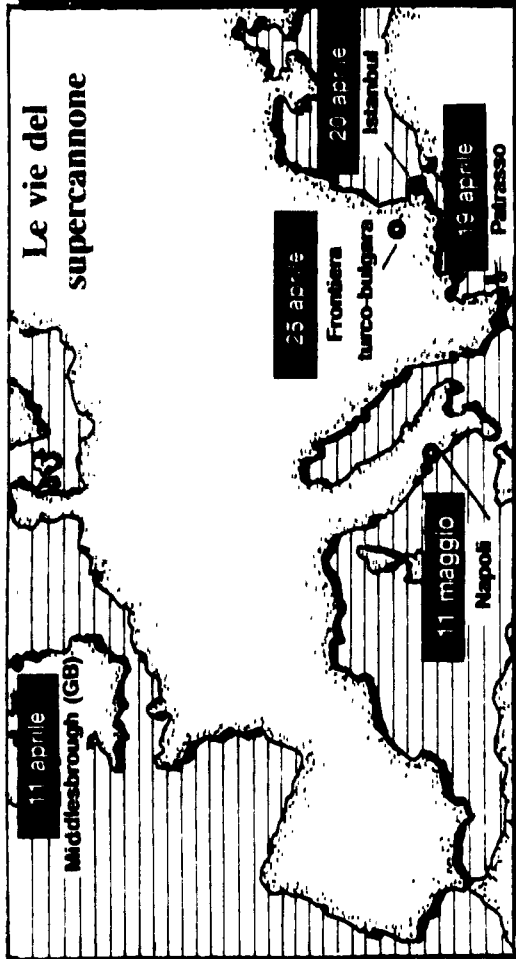 Le vie del
supercannone
11 aprile
Middlesbrough (GB)
25 aprile
Frontiera
turco-bulgara
20 aprile
Istanbul
19 aprile
Patrasso
11 maggio
Napoli